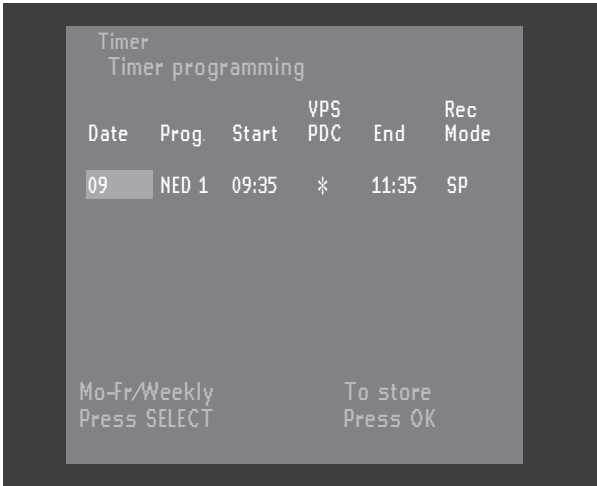 Timer
Timer programming
VPS Rec
Date Prog. Start PDC End Mode
09 NED 1 09:35 * 11:35 SP
Mo-Fr/Weekly To store
Press SELECT Press OK